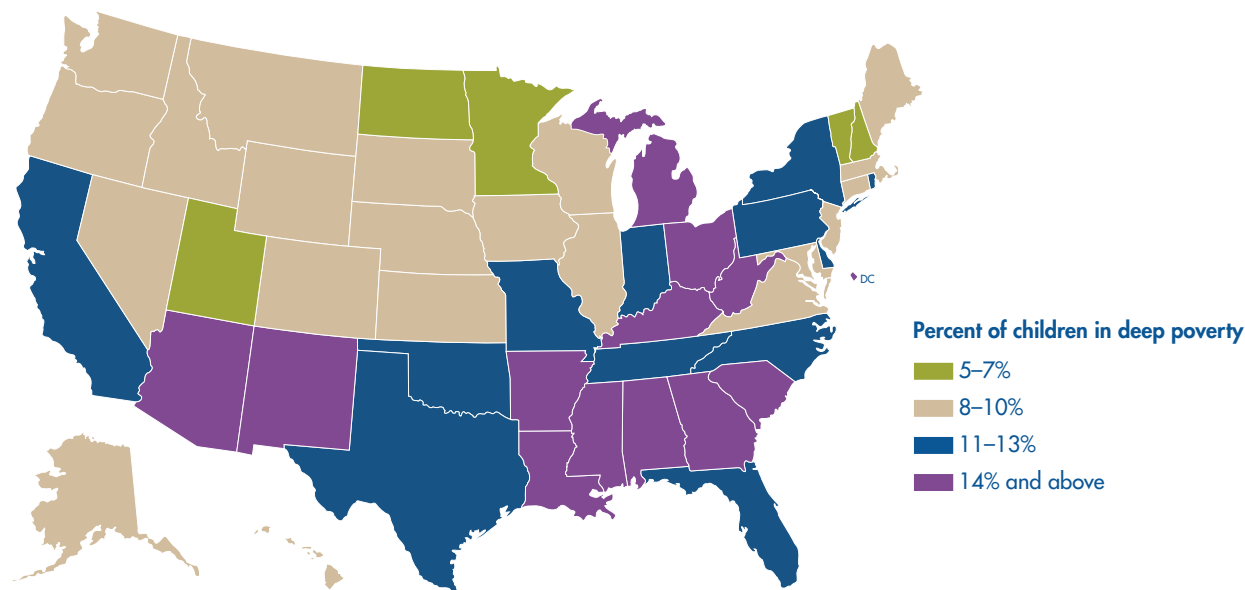 DC
Percent of children in deep poverty
5–7%
8–10%
11–13%
14% and above